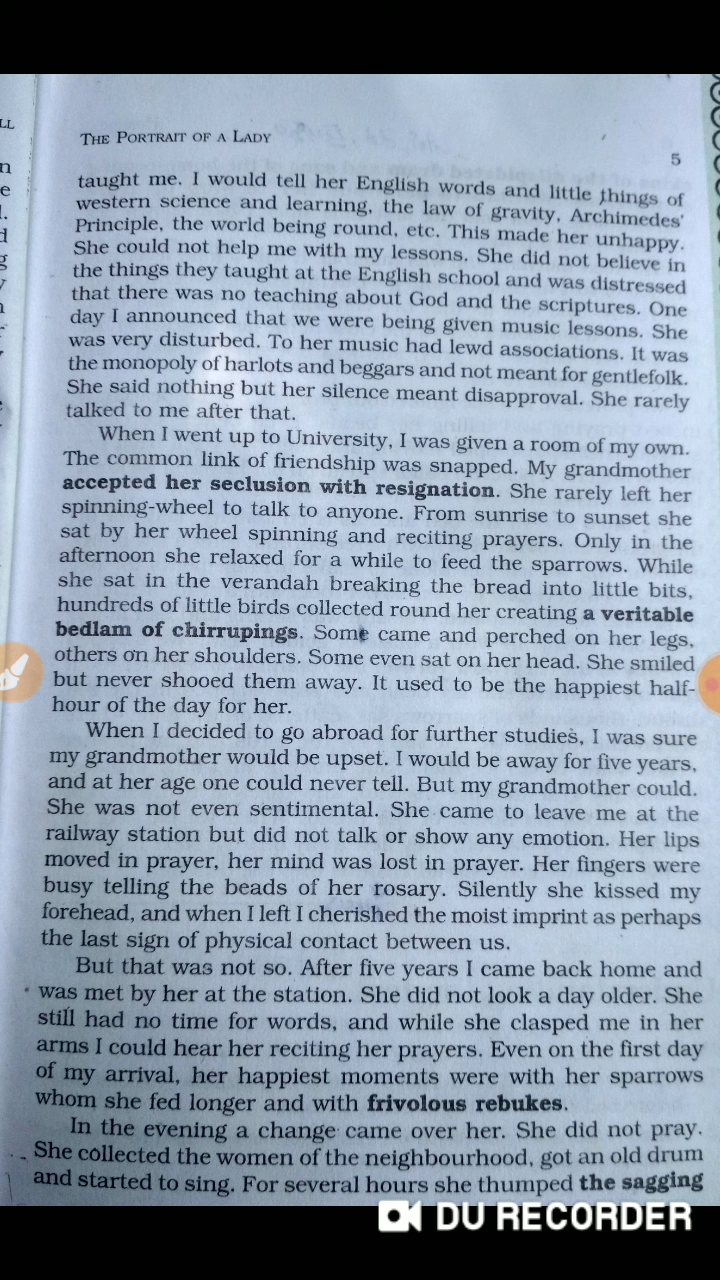 LL
n
e
l.
d
g
y
THE PORTRAIT OF A LADY
5
taught me. I would tell her English words and little things of
western science and learning, the law of gravity, Archimedes'
Principle, the world being round, etc. This made her unhappy.
She could not help me with my lessons. She did not believe in
the things they taught at the English school and was distressed
that there was no teaching about God and the scriptures. One
day I announced that we were being given music lessons. She
was very disturbed. To her music had lewd associations. It was
the monopoly of harlots and beggars and not meant for gentlefolk.
She said nothing but her silence meant disapproval. She rarely
talked to me after that.
When I went up to University, I was given a room of my own.
The common link of friendship was snapped. My grandmother
accepted her seclusion with resignation. She rarely left her
spinning-wheel to talk to anyone. From sunrise to sunset she
sat by her wheel spinning and reciting prayers. Only in the
afternoon she relaxed for a while to feed the sparrows. While
she sat in the verandah breaking the bread into little bits,
hundreds of little birds collected round her creating a veritable
bedlam of chirrupings. Some came and perched on her legs,
others on her shoulders. Some even sat on her head. She smiled
but never shooed them away. It used to be the happiest half-
hour of the day for her.
When I decided to go abroad for further studies, I was sure
my grandmother would be upset. I would be away for five years,
and at her age one could never tell. But my grandmother could.
She was not even sentimental. She came to leave me at the
railway station but did not talk or show any emotion. Her lips
moved in prayer, her mind was lost in prayer. Her fingers were
busy telling the beads of her rosary. Silently she kissed my
forehead, and when I left I cherished the moist imprint as perhaps
the last sign of physical contact between us.
But that was not so. After five years I came back home and
was met by her at the station. She did not look a day older. She
still had no time for words, and while she clasped me in her
arms I could hear her reciting her prayers. Even on the first day
of my arrival, her happiest moments were with her sparrows
whom she fed longer and with frivolous rebukes.
In the evening a change came over her. She did not pray.
She collected the women of the neighbourhood, got an old drum
and started to sing. For several hours she thumped the sagging
DU RECORDER